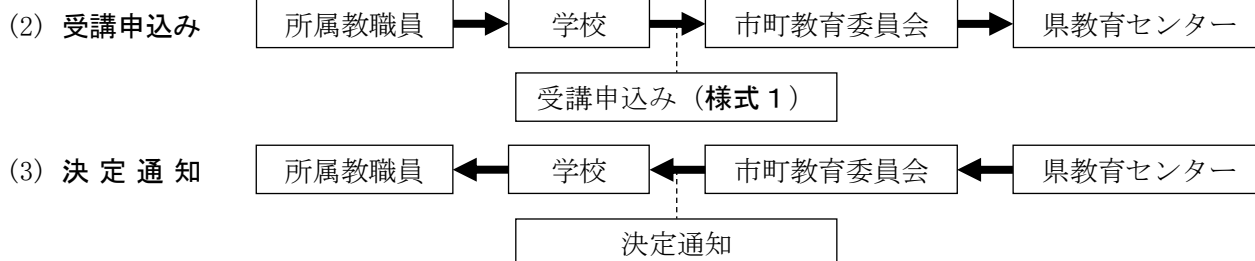 (2) 受講申込み 所属教職員 学校 市町教育委員会 県教育センター
受講申込み（様式１）
(3) 決定通知 所属教職員 学校 市町教育委員会 県教育センター
決定通知